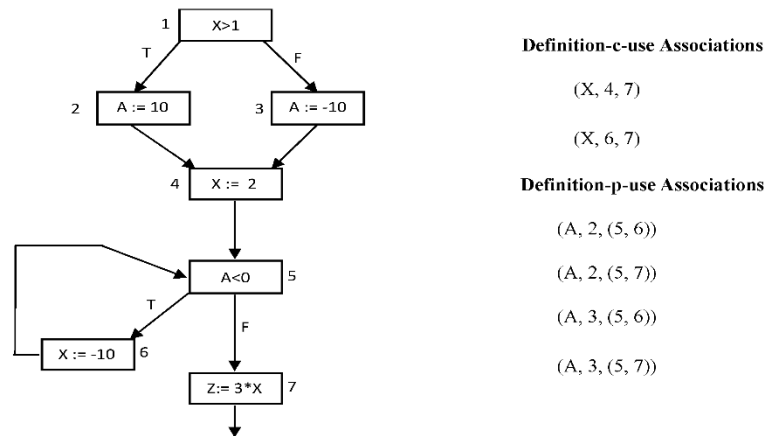 1
X>1
T
F
2
A := 10
3
A := -10
4
X := 2
A<0
5
T
F
X := -10
6
Z:= 3*X
7
Definition-c-use Associations
(X, 4, 7)
(X, 6, 7)
Definition-p-use Associations
(A, 2, (5, 6))
(A, 2, (5, 7))
(A, 3, (5, 6))
(A, 3, (5, 7))